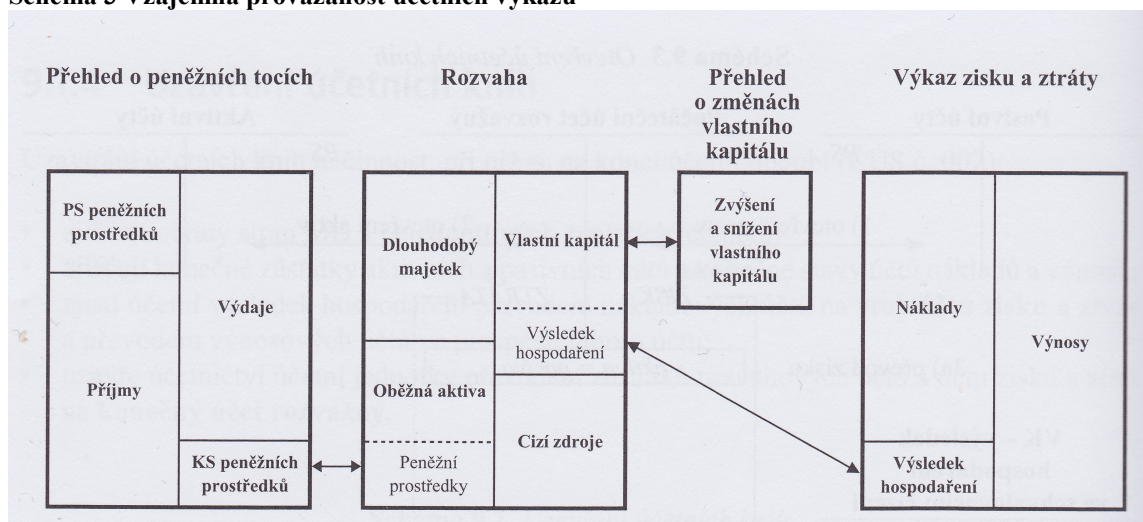 Schéma 3 Vzájemná provázanost účetních výkazů
Přehled o peněžních tocích
Rozvaha
Přehled
o změnách
vlastního
kapitálu
Výkaz zisku a ztráty
PS peněžních
prostředků
Výdaje
Příjmy
KS peněžních
prostředků
Dlouhodobý
majetek
Vlastní kapitál
Výsledek
hospodaření
Oběžná aktiva
Cizí zdroje
Peněžní
prostředky
Zvýšení
a snížení
vlastního
kapitálu
Náklady
Výnosy
Výsledek
hospodaření